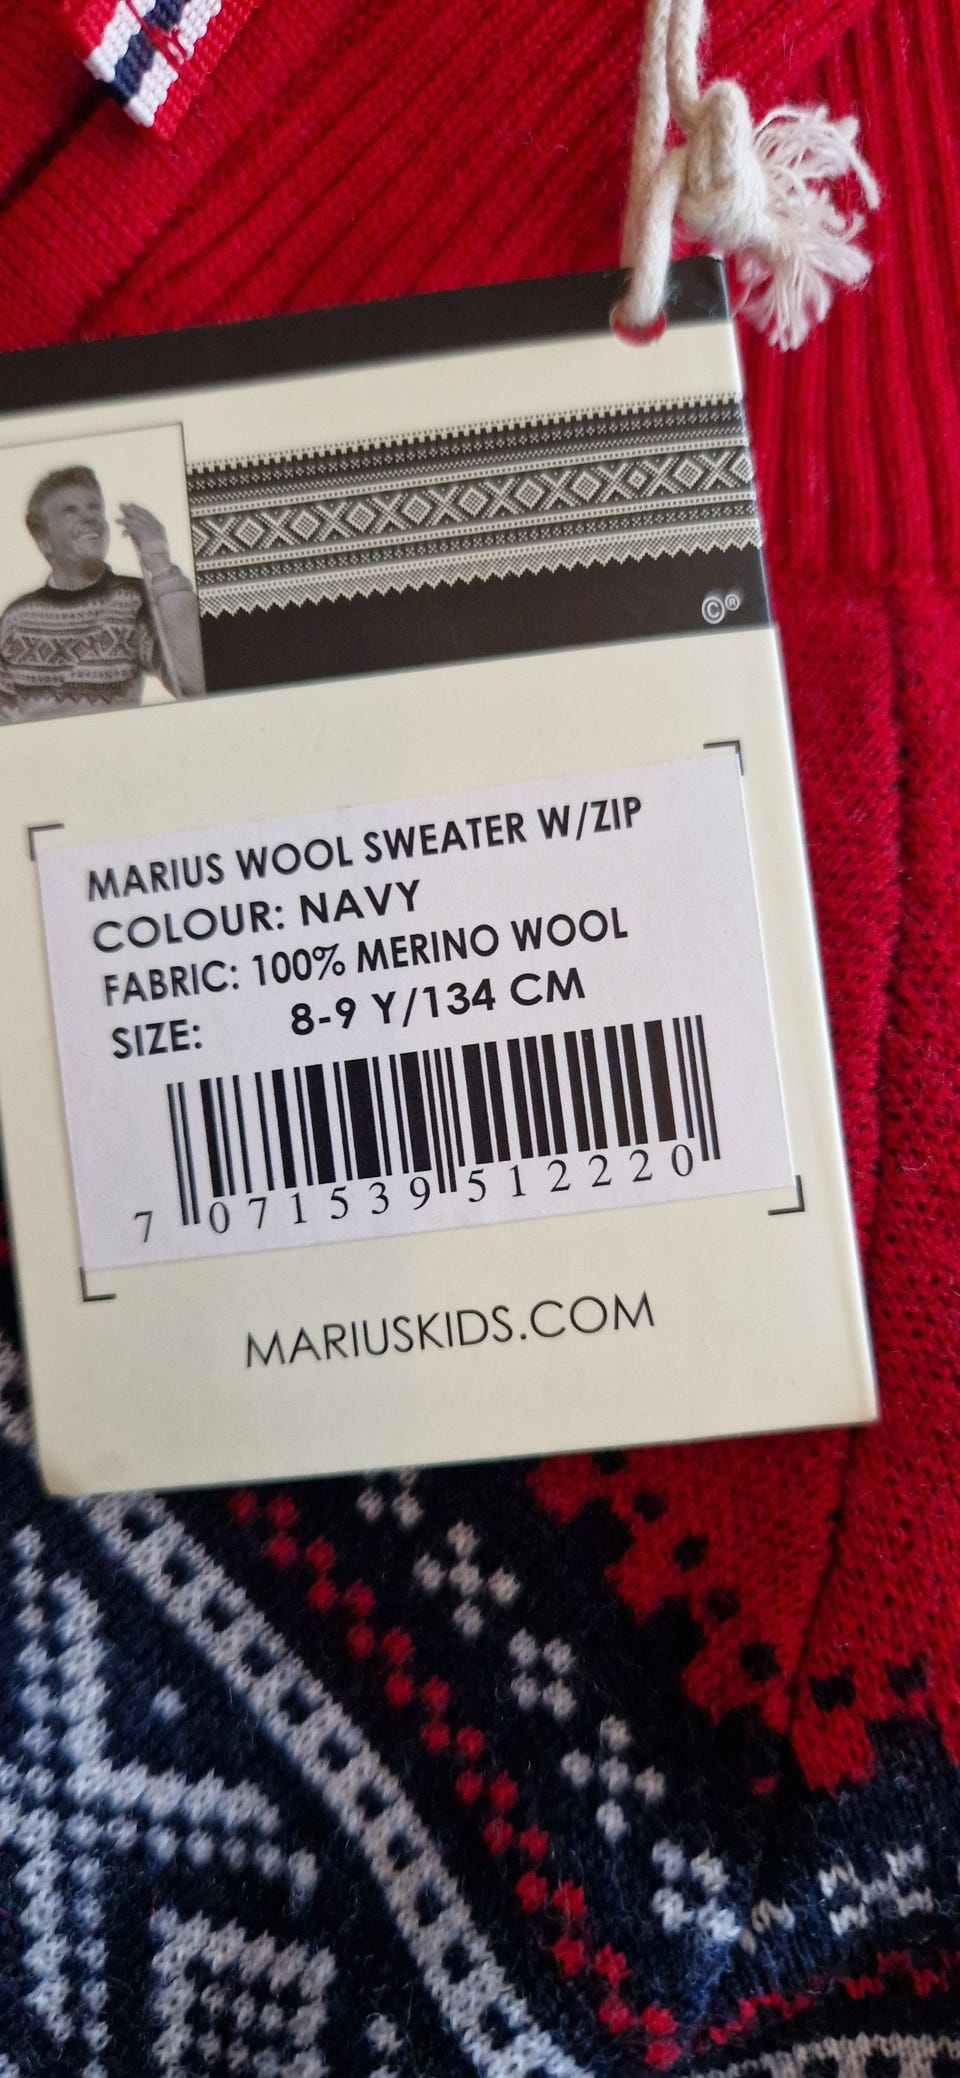 ©®
MARIUS WOOL SWEATER W/ZIP
COLOUR: NAVY
FABRIC: 100% MERINO WOOL
SIZE: 8-9 Y/134 CM
7 071539 512220
MARIUSKIDS.COM